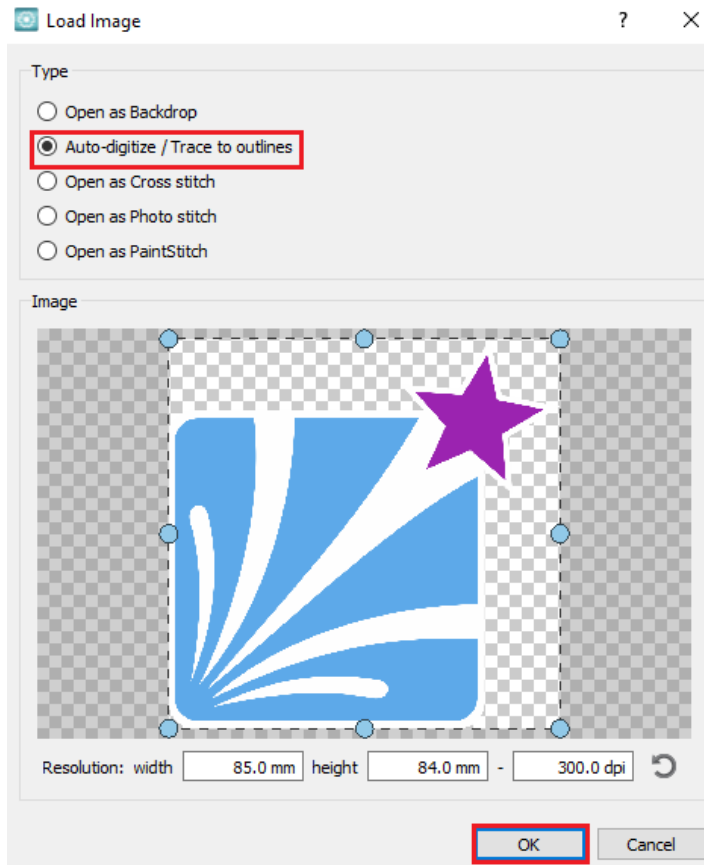 Load Image ?
Type
Open as Backdrop
Auto-digitize / Trace to outlines
Open as Cross stitch
Open as Photo stitch
Open as PaintStitch
Image
Resolution: width 85.0 mm height 84.0 mm - 300.0 dpi
OK Cancel